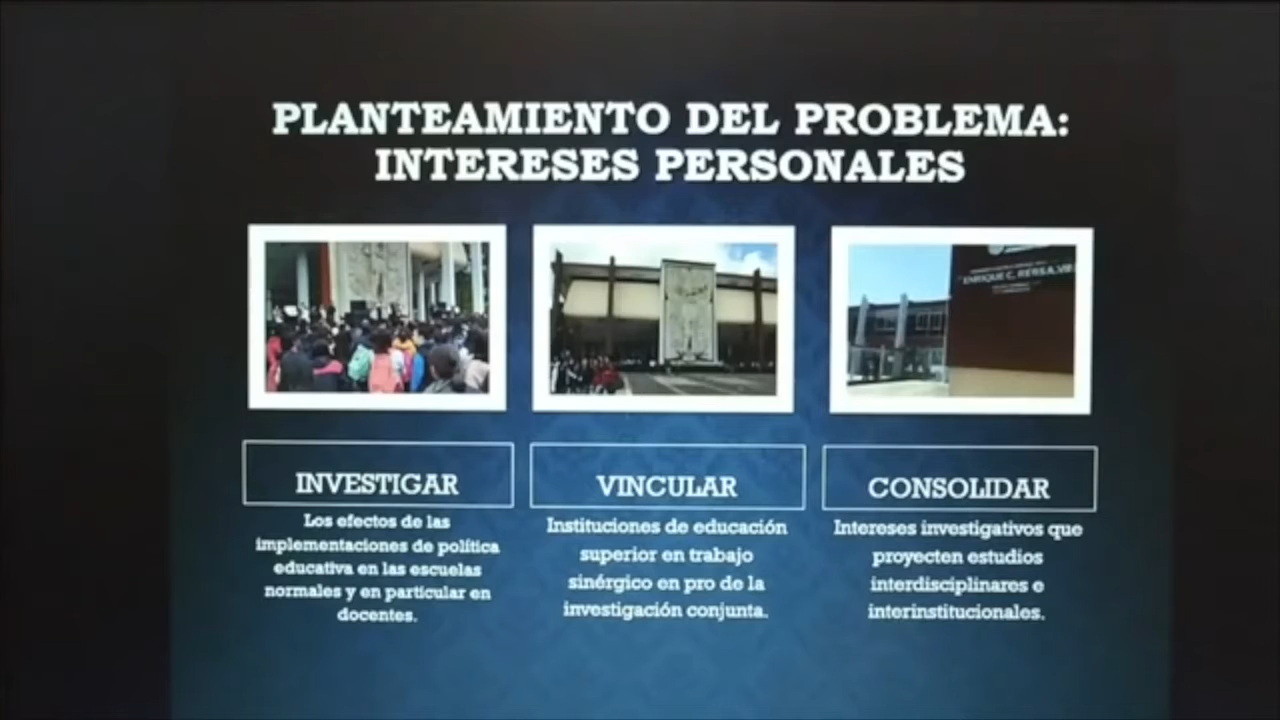 PLANTEAMIENTO DEL PROBLEMA:
INTERESES PERSONALES
ENRIQUE C.
INVESTIGAR
Los efectos de las
implementaciones de política
educativa en las escuelas
normales y en particular en
docentes.
VINCULAR
Instituciones de educación
superior en trabajo
sinérgico en pro de la
investigación conjunta.
CONSOLIDAR
Intereses investigativos que
proyecten estudios
interdisciplinares e
interinstitucionales.